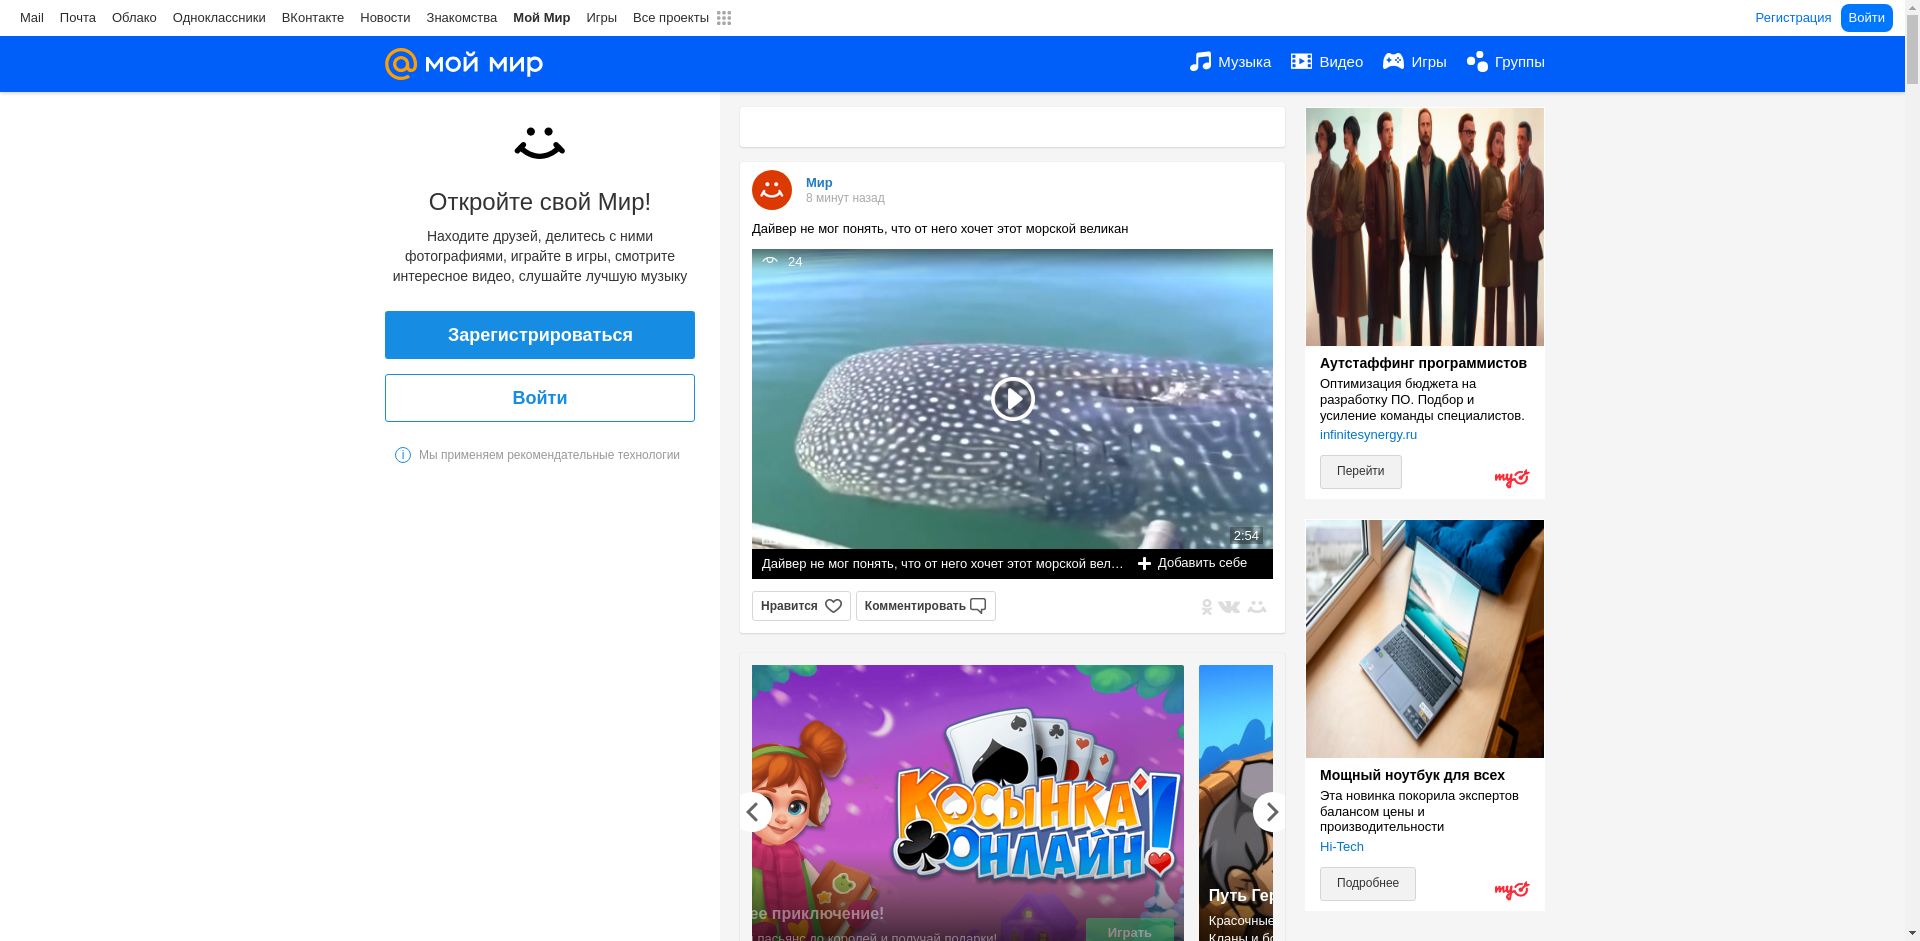 Mail Почта Облако Одноклассники ВКонтакте Новости Знакомства Мой Мир Игры Все проекты
Регистрация Войти
мой мир
Музыка Видео Игры Группы
Откройте свой Мир!
Находите друзей, делитесь с ними
фотографиями, играйте в игры, смотрите
интересное видео, слушайте лучшую музыку
Зарегистрироваться
Войти
Мы применяем рекомендательные технологии
Мир
8 минут назад
Дайвер не мог понять, что от него хочет этот морской великан
24
2:54
Дайвер не мог понять, что от него хочет этот морской вел…
Добавить себе
Нравится
Комментировать
КОСЫНКА
ОНЛАЙН!
ее приключение!
пасьянс до королей и получай подарки!
Играть
Путь Гер
Красочные
Кланы и бо
Аутстаффинг программистов
Оптимизация бюджета на
разработку ПО. Подбор и
усиление команды специалистов.
infinitesynergy.ru
Перейти
my
Мощный ноутбук для всех
Эта новинка покорила экспертов
балансом цены и
производительности
Hi-Tech
Подробнее
my